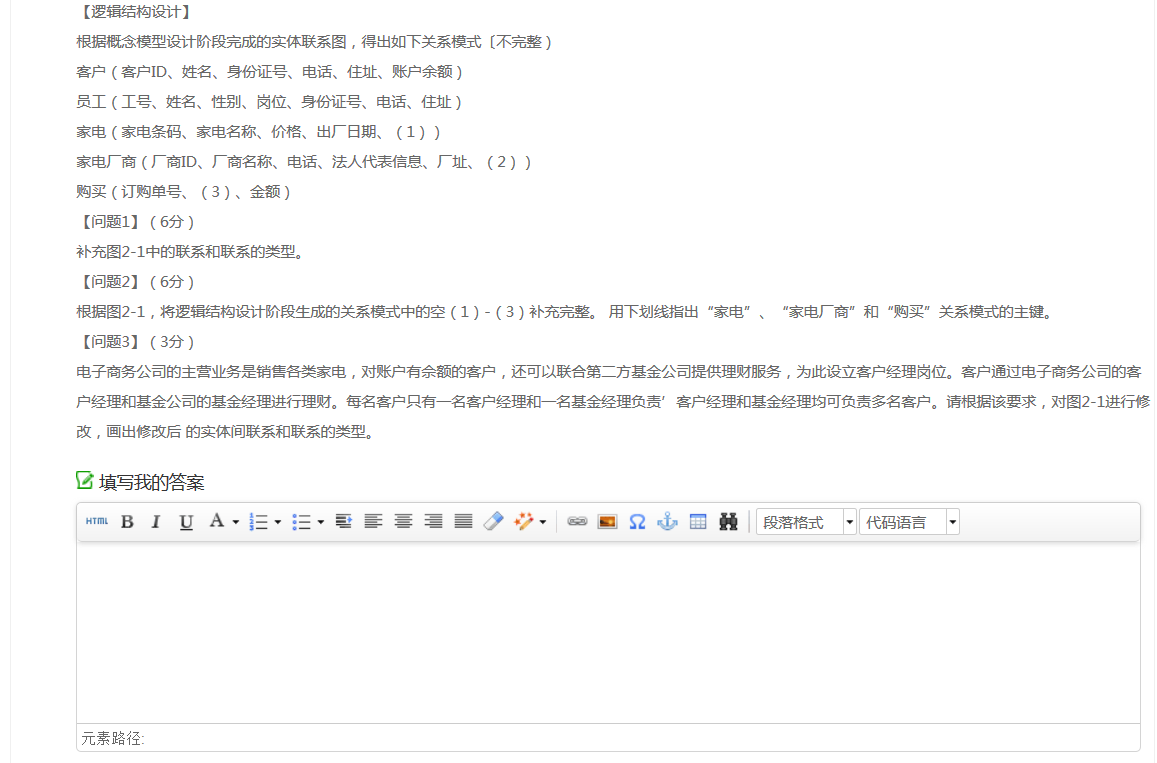 【逻辑结构设计】
根据概念模型设计阶段完成的实体联系图，得出如下关系模式〔不完整）
客户（客户ID、姓名、身份证号、电话、住址、账户余额）
员工（工号、姓名、性别、岗位、身份证号、电话、住址）
家电（家电条码、家电名称、价格、出厂日期、（1））
家电厂商（厂商ID、厂商名称、电话、法人代表信息、厂址、（2））
购买（订购单号、（3）、金额）
【问题1】（6分）
补充图2-1中的联系和联系的类型。
【问题2】（6分）
根据图2-1，将逻辑结构设计阶段生成的关系模式中的空（1）-（3）补充完整。 用下划线指出“家电”、“家电厂商”和“购买”关系模式的主键。
【问题3】（3分）
电子商务公司的主营业务是销售各类家电，对账户有余额的客户，还可以联合第二方基金公司提供理财服务，为此设立客户经理岗位。客户通过电子商务公司的客
户经理和基金公司的基金经理进行理财。每名客户只有一名客户经理和一名基金经理负责’客户经理和基金经理均可负责多名客户。请根据该要求，对图2-1进行修
改，画出修改后 的实体间联系和联系的类型。
填写我的答案
HTML B I U A 段落格式 代码语言
元素路径: